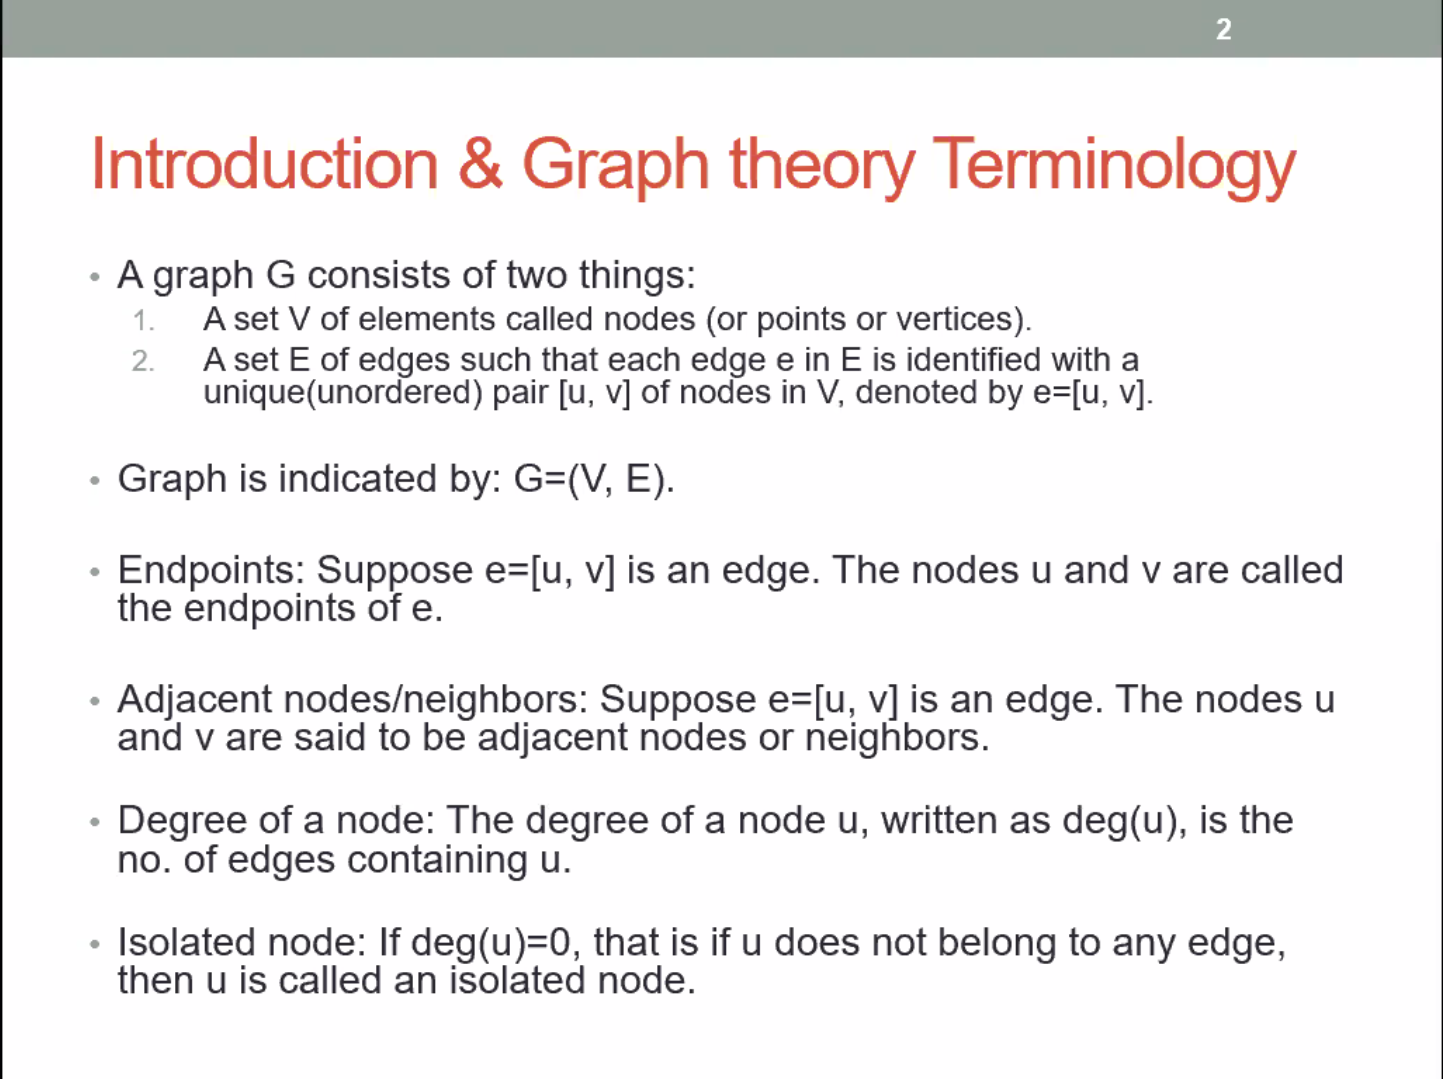 2
Introduction & Graph theory Terminology
• A graph G consists of two things:
1. A set V of elements called nodes (or points or vertices).
2. A set E of edges such that each edge e in E is identified with a
unique(unordered) pair [u, v] of nodes in V, denoted by e=[u, v].
• Graph is indicated by: G=(V, E).
• Endpoints: Suppose e=[u, v] is an edge. The nodes u and v are called
the endpoints of e.
• Adjacent nodes/neighbors: Suppose e=[u, v] is an edge. The nodes u
and v are said to be adjacent nodes or neighbors.
• Degree of a node: The degree of a node u, written as deg(u), is the
no. of edges containing u.
• Isolated node: If deg(u)=0, that is if u does not belong to any edge,
then u is called an isolated node.